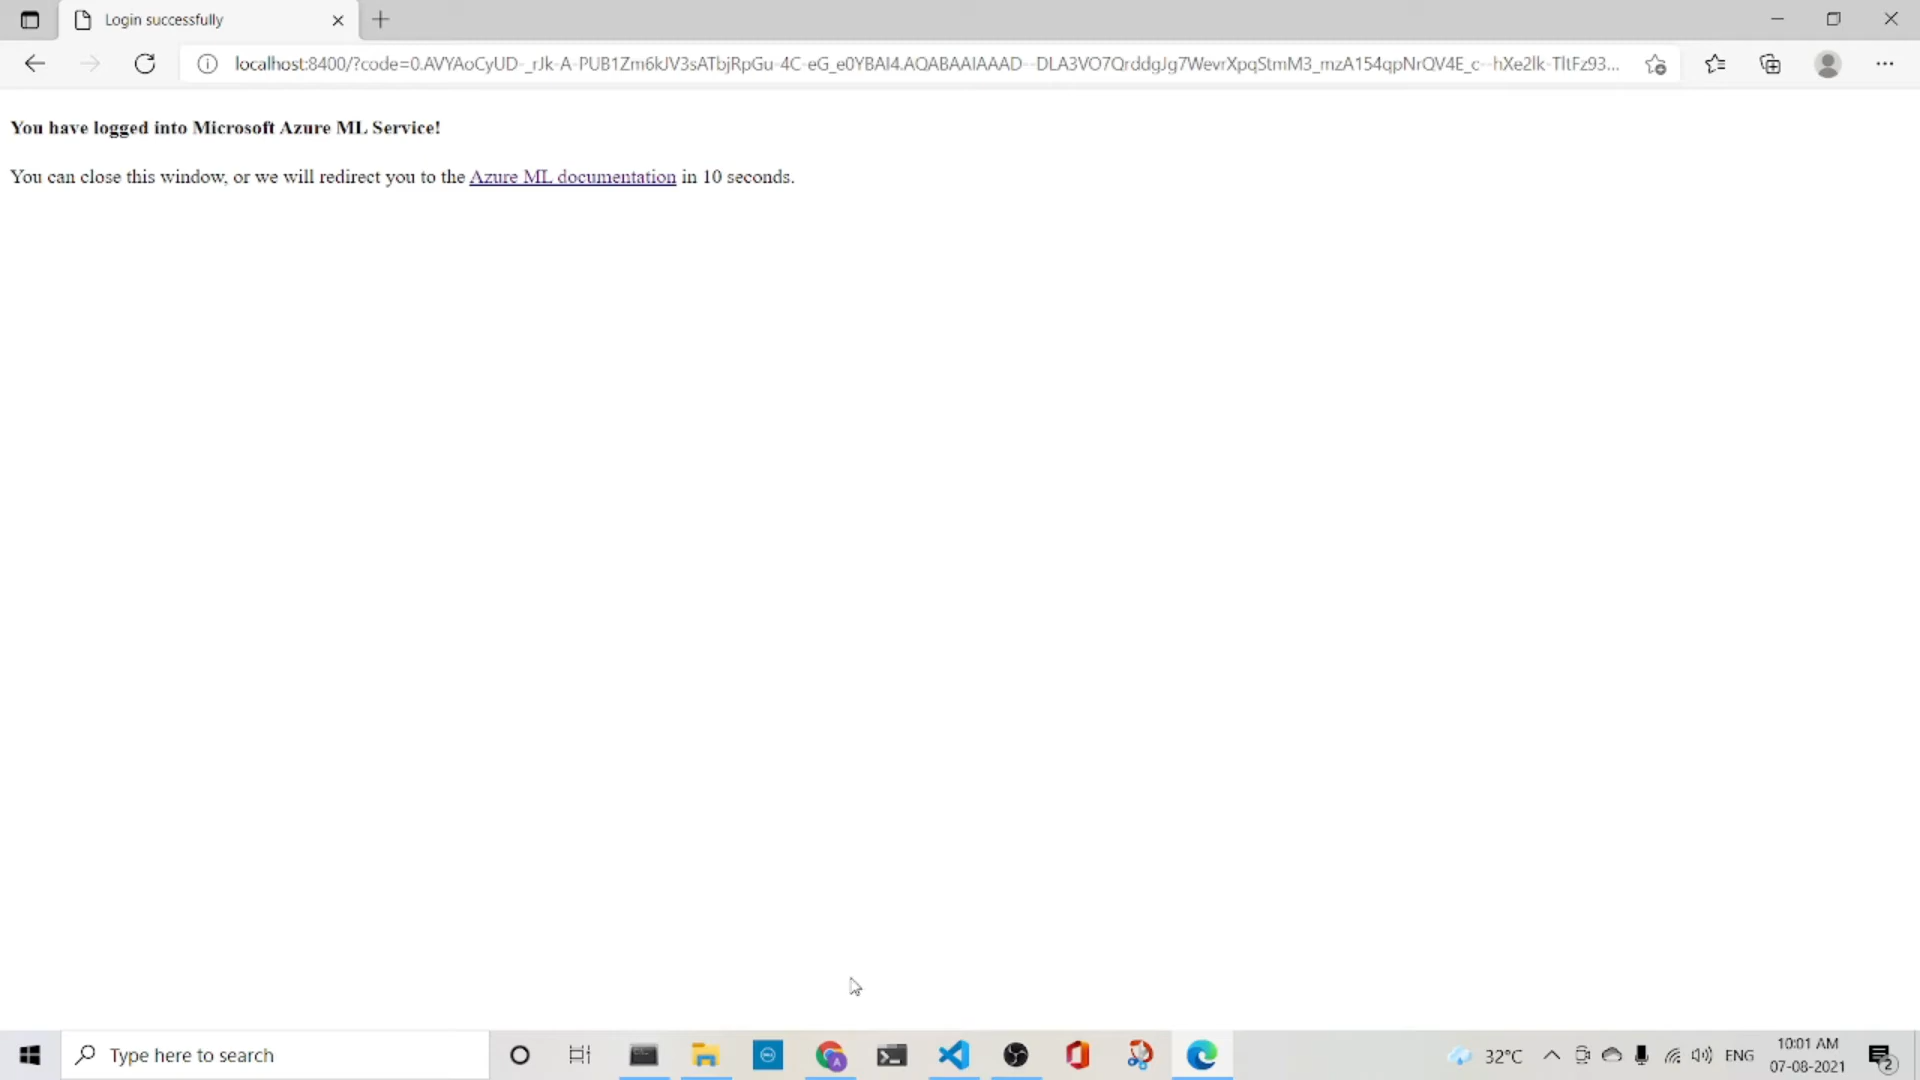 Login successfully
localhost:8400/?code=0.AVYAoCyUD-_rJk-A-PUB1Zm6kJV3sATbjRpGu-4C-eG_e0YBAI4.AQABAAIAAAD--DLA3VO7QrddgJg7WevrXpqStmM3_mzA154qpNrQV4E_c--hXe2lk-TltFz93...
You have logged into Microsoft Azure ML Service!
You can close this window, or we will redirect you to the Azure ML documentation in 10 seconds.
Type here to search
32°C
ENG
10:01 AM
07-08-2021
2